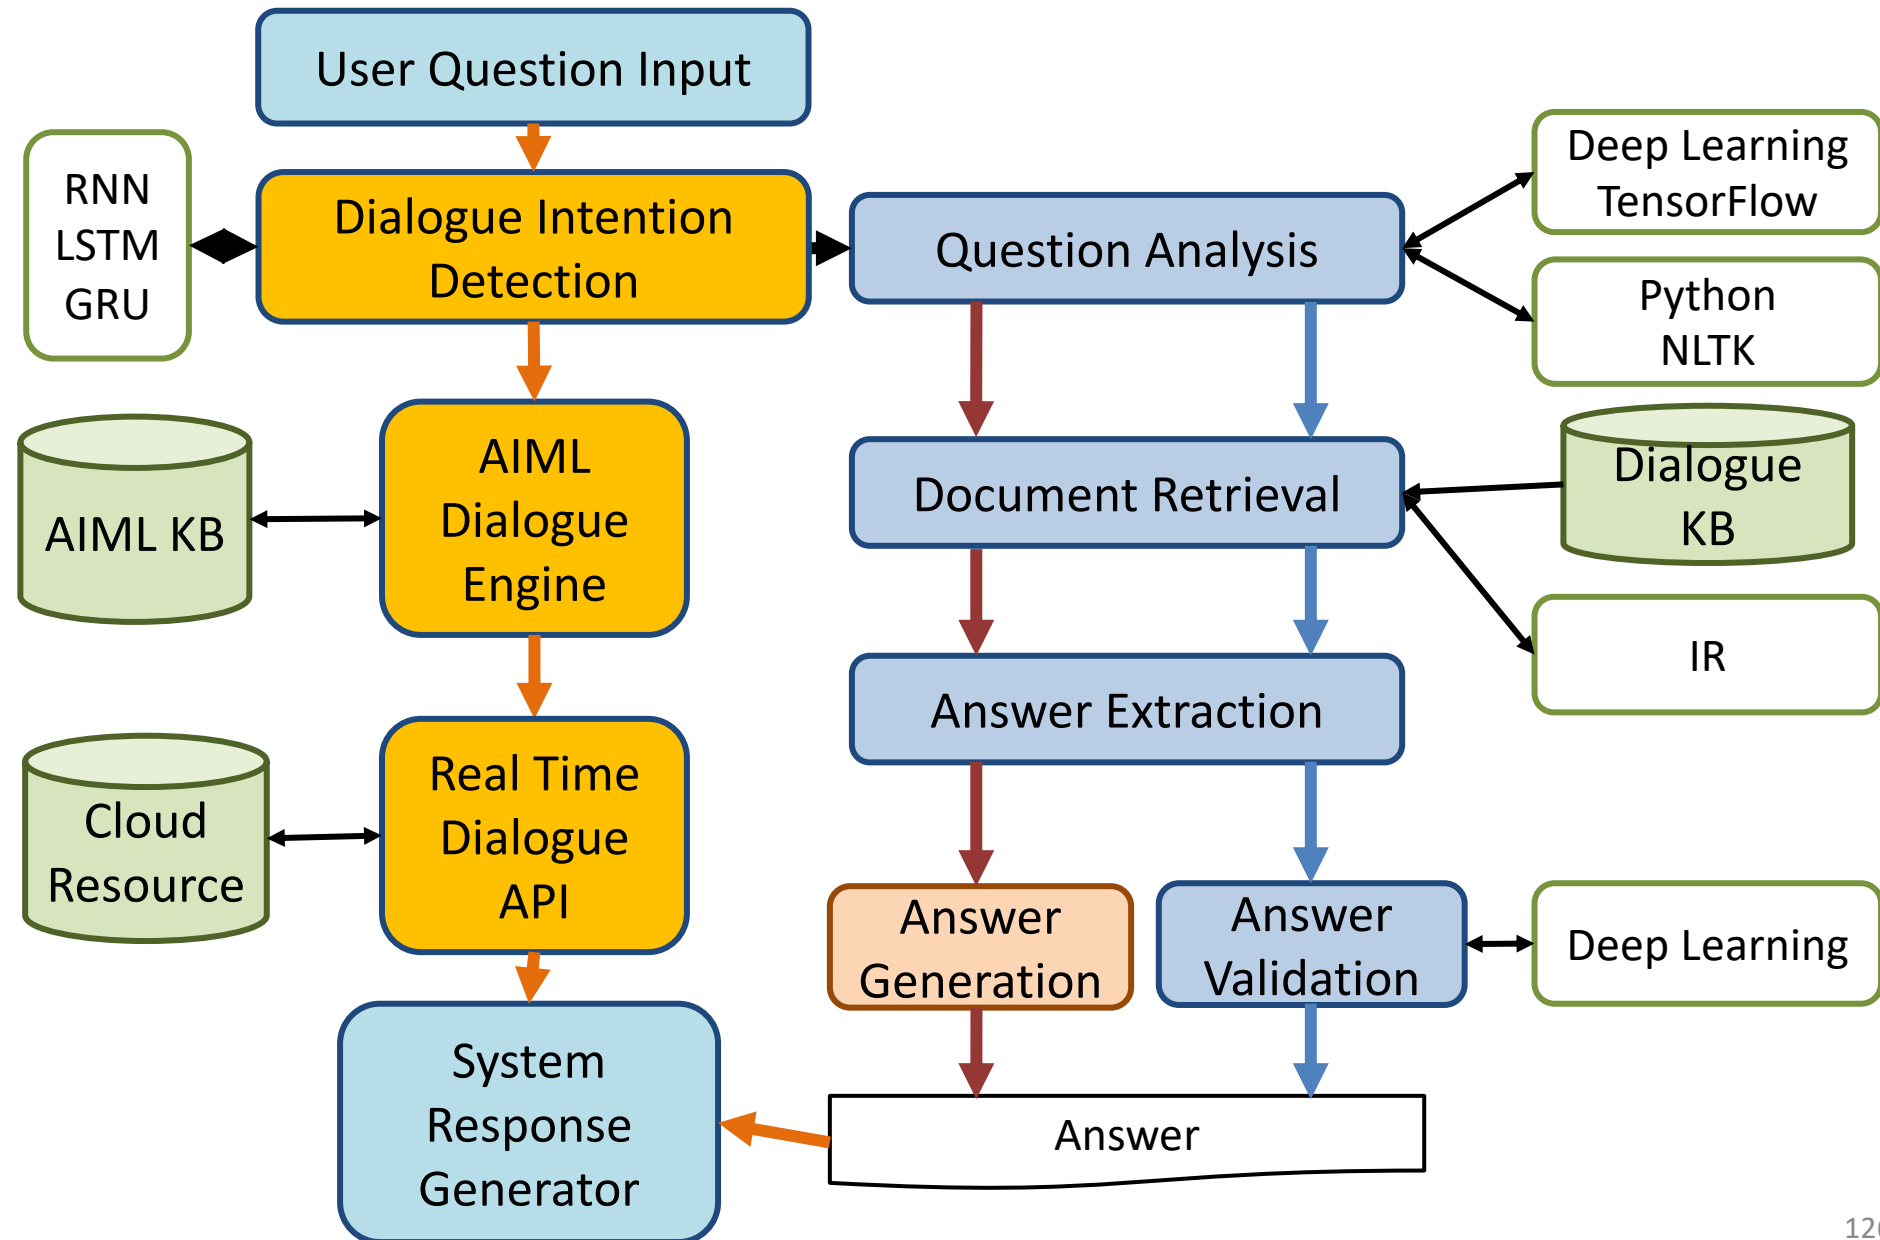 User Question Input
RNN
LSTM
GRU
Dialogue Intention
Detection
Question Analysis
Deep Learning
TensorFlow
Python
NLTK
AIML KB
AIML
Dialogue
Engine
Document Retrieval
Dialogue
KB
IR
Answer Extraction
Cloud
Resource
Real Time
Dialogue
API
Answer
Generation
Answer
Validation
Deep Learning
System
Response
Generator
Answer